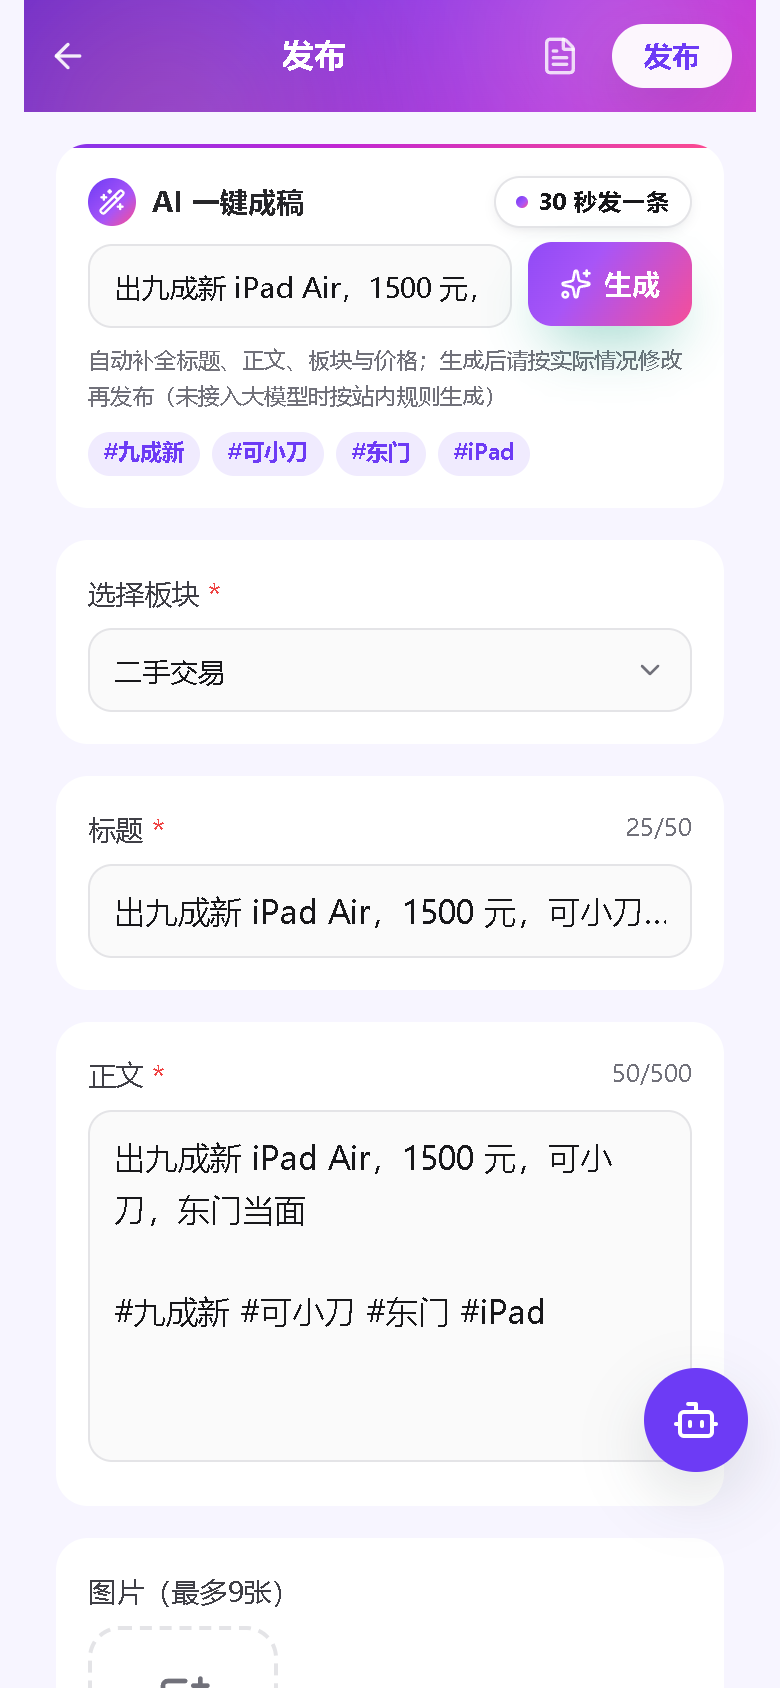 发布
发布
AI 一键成稿
30 秒发一条
出九成新 iPad Air，1500 元，
生成
自动补全标题、正文、板块与价格；生成后请按实际情况修改
再发布（未接入大模型时按站内规则生成）
#九成新 #可小刀 #东门 #iPad
选择板块 *
二手交易
标题 *
25/50
出九成新 iPad Air，1500 元，可小刀...
正文 *
50/500
出九成新 iPad Air，1500 元，可小
刀，东门当面
#九成新 #可小刀 #东门 #iPad
图片（最多9张）